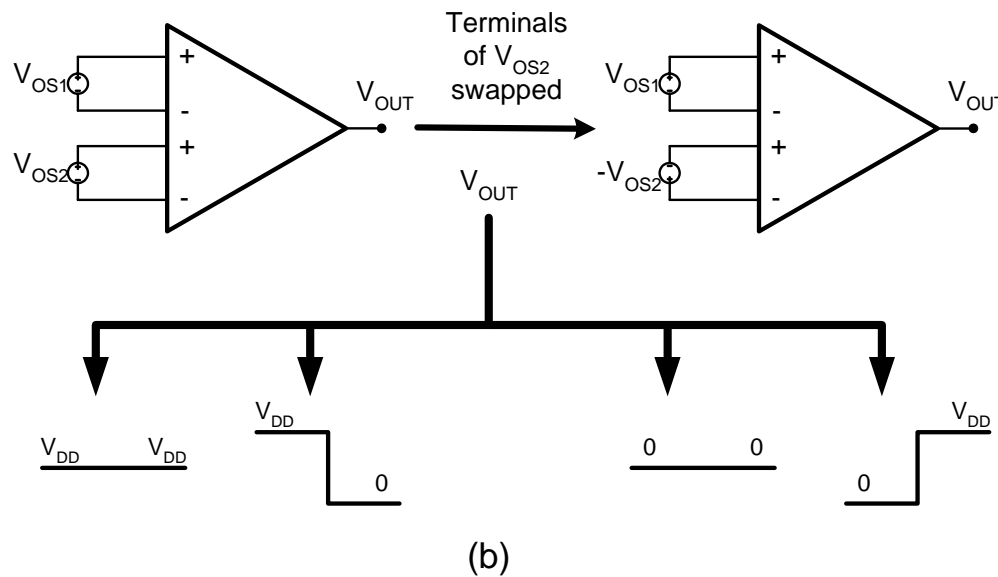 Terminals
of V_OS2
swapped
V_OS1
+
-
V_OS2
+
-
V_OUT
V_OS1
+
-
-V_OS2
+
-
V_OUT
V_OUT
V_DD V_DD
V_DD
0
0 0
0
V_DD
(b)